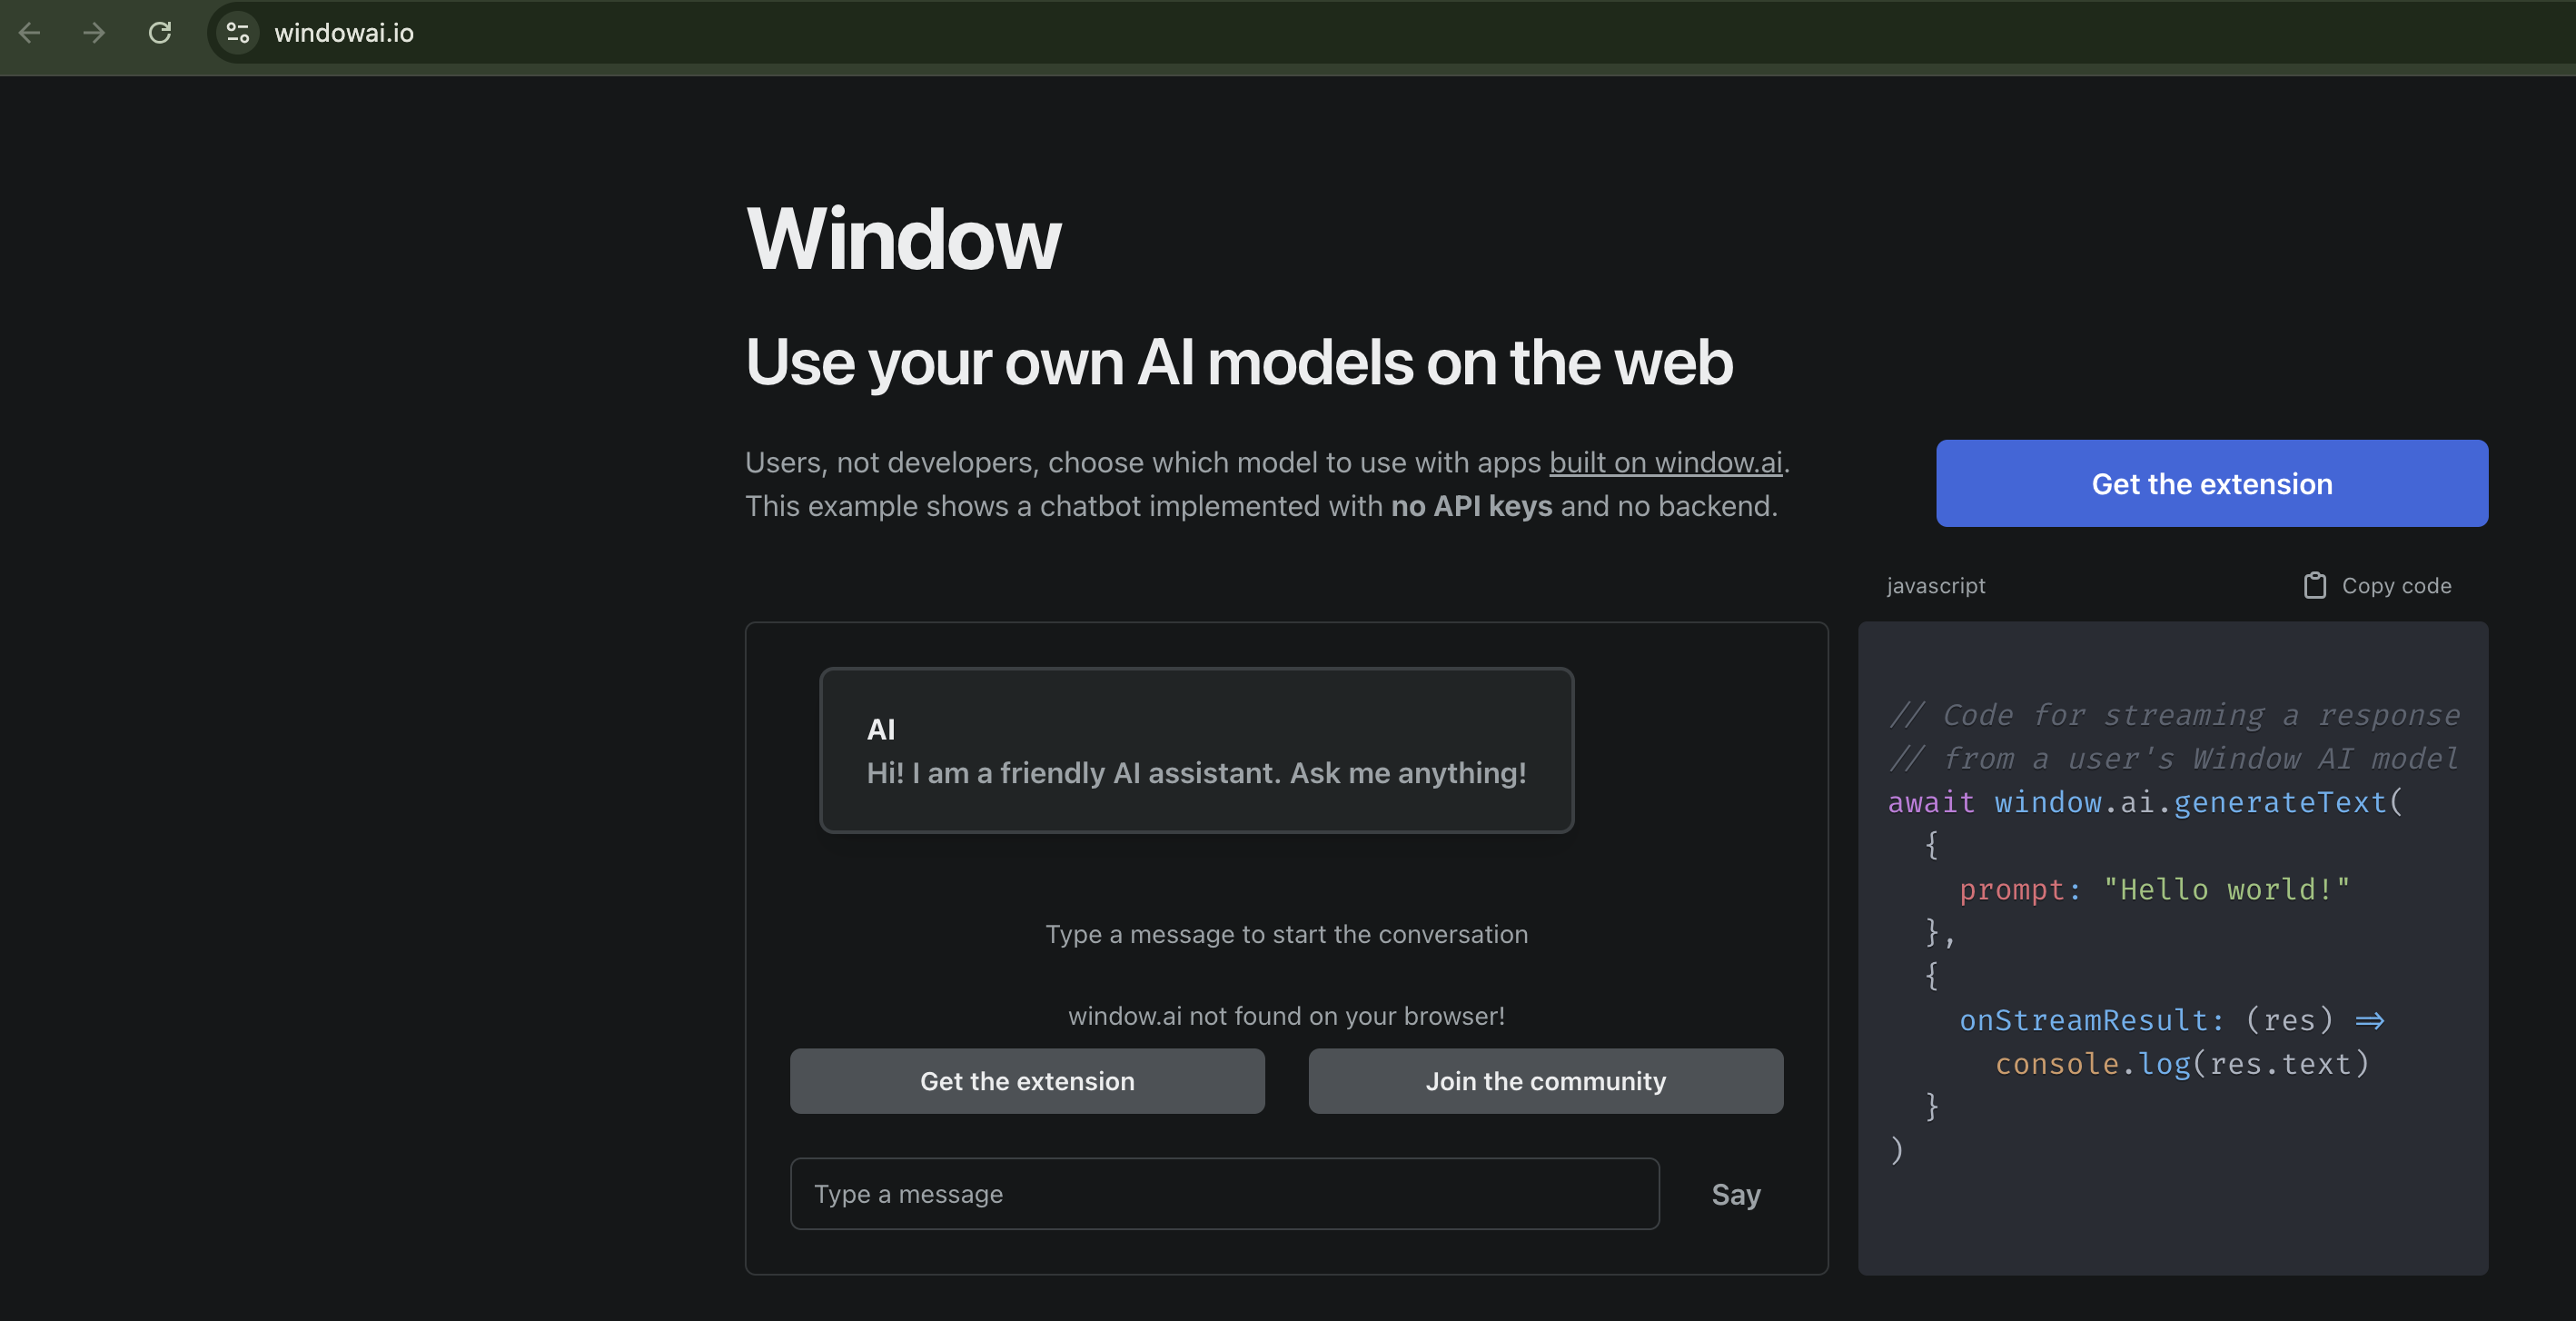 windowai.io
Window
Use your own AI models on the web
Users, not developers, choose which model to use with apps built on window.ai.
This example shows a chatbot implemented with no API keys and no backend.
Get the extension
javascript
Copy code
AI
Hi! I am a friendly AI assistant. Ask me anything!
Type a message to start the conversation
window.ai not found on your browser!
Get the extension
Join the community
Type a message
Say
// Code for streaming a response
// from a user's Window AI model
await window.ai.generateText(
{
prompt: "Hello world!"
},
{
onStreamResult: (res) =>
console.log(res.text)
}
)